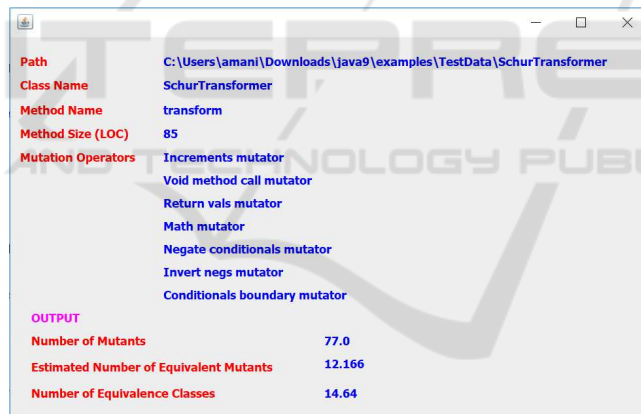 Path C:\Users\amani\Downloads\java9\examples\TestData\SchurTransformer
Class Name SchurTransformer
Method Name transform
Method Size (LOC) 85
Mutation Operators Increments mutator
Void method call mutator
Return vals mutator
Math mutator
Negate conditionals mutator
Invert negs mutator
Conditionals boundary mutator
OUTPUT
Number of Mutants 77.0
Estimated Number of Equivalent Mutants 12.166
Number of Equivalence Classes 14.64